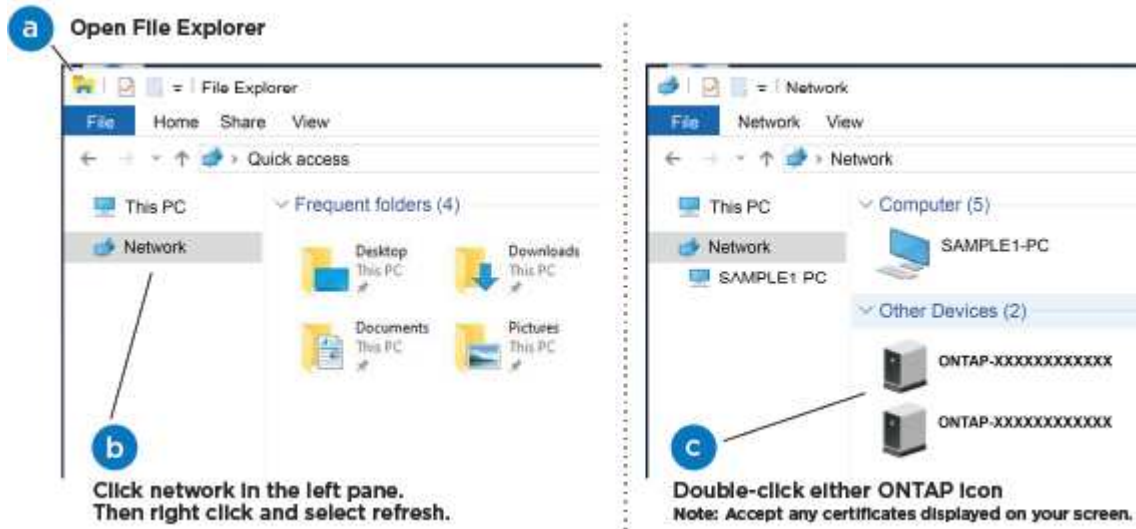 a Open File Explorer
File Explorer
File Home Share View
Quick access
This PC
Network
Frequent folders (4)
Desktop
This PC
Downloads
This PC
Documents
This PC
Pictures
This PC
b
Click network in the left pane.
Then right click and select refresh.
Network
File Network View
Network
This PC
Network
SAMPLE1 PC
Computer (5)
SAMPLE1-PC
Other Devices (2)
ONTAP-XXXXXXXXXXXX
ONTAP-XXXXXXXXXXXX
c
Double-click either ONTAP icon
Note: Accept any certificates displayed on your screen.